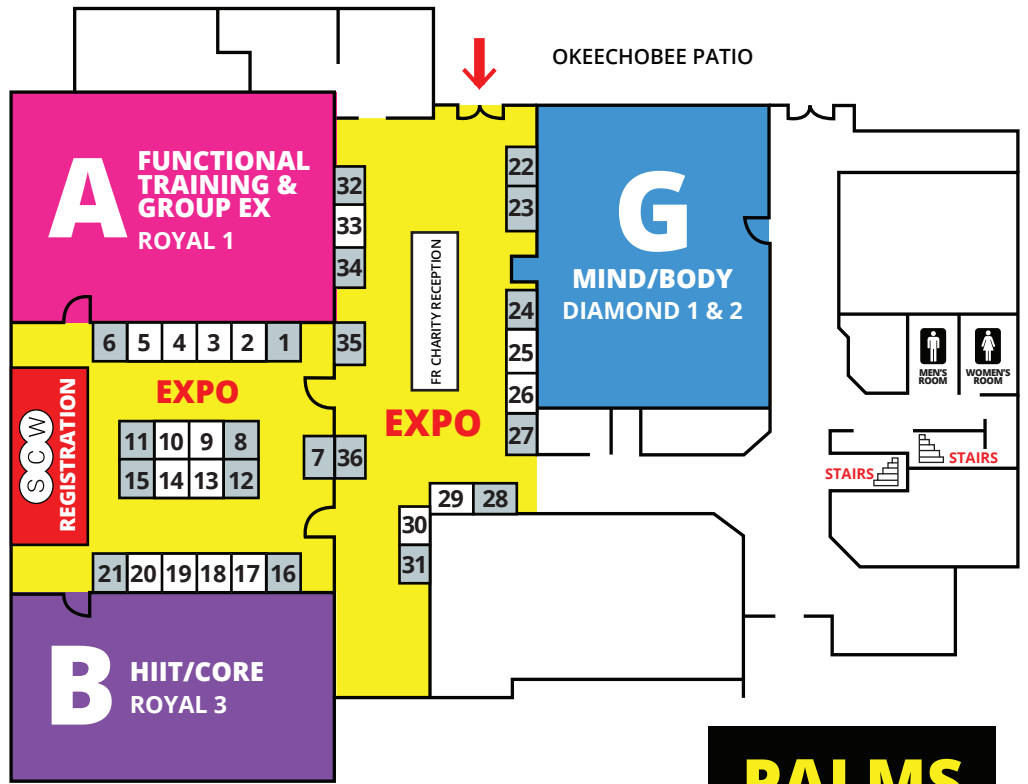 OKEECHOBEE PATIO
A
FUNCTIONAL
TRAINING &
GROUP EX
ROYAL 1
32
33
34
35
22
23
G
MIND/BODY
DIAMOND 1 & 2
24
25
26
27
FR CHARITY RECEPTION
6 5 4 3 2 1
EXPO
EXPO
SCW
REGISTRATION
11 10 9 8
15 14 13 12
7 36
MEN'S
ROOM
WOMEN'S
ROOM
STAIRS
STAIRS
29 28
30
31
21 20 19 18 17 16
B
HIIT/CORE
ROYAL 3
PALMS